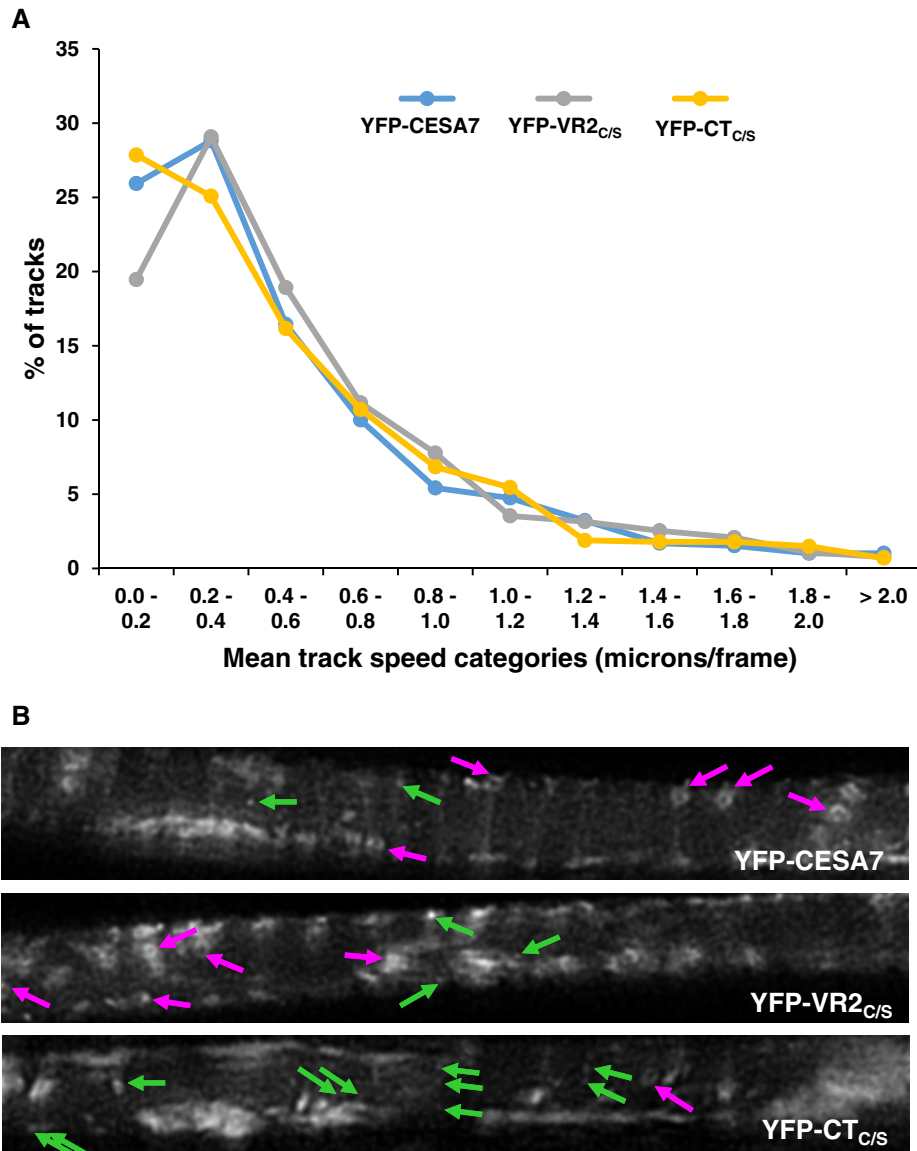 A
35
30
25
20
15
10
5
0
% of tracks
YFP-CESA7 YFP-VR2C/S YFP-CTC/S
0.0 - 0.2 - 0.4 - 0.6 - 0.8 - 1.0 - 1.2 - 1.4 - 1.6 - 1.8 - > 2.0
0.2 0.4 0.6 0.8 1.0 1.2 1.4 1.6 1.8 2.0
Mean track speed categories (microns/frame)
B
YFP-CESA7
YFP-VR2C/S
YFP-CTC/S